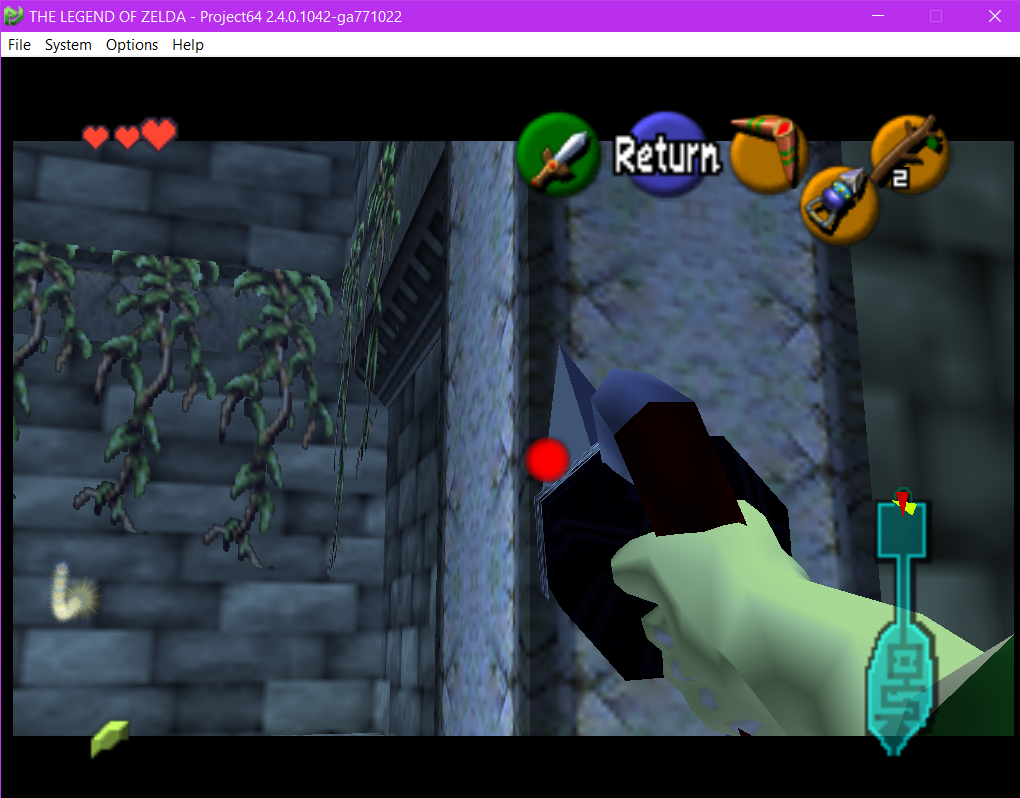 THE LEGEND OF ZELDA - Project64 2.4.0.1042-ga771022
File System Options Help
Return
2